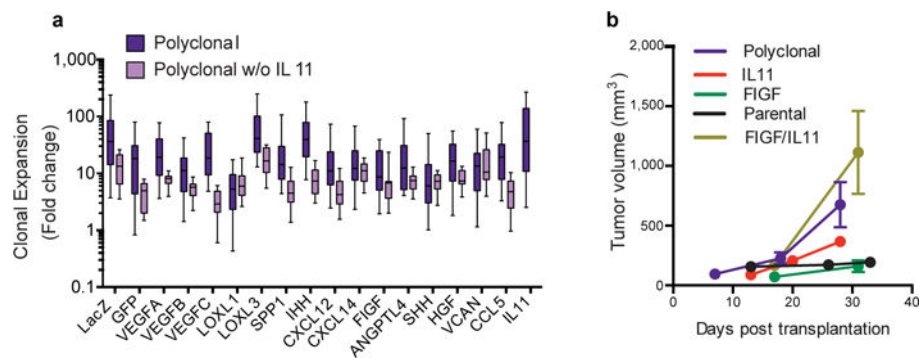 a
Polyclonal
Polyclonal w/o IL 11
Clonal Expansion
(Fold change)
1,000
100
10
1
0.1
LacZ
GFP
VEGFA
VEGFB
VEGFC
LOXL1
LOXL3
SPP1
IHH
CXCL12
CXCL14
FIGF
ANGPTL4
SHH
HGF
VCAN
CCL5
IL11
b
Polyclonal
IL11
FIGF
Parental
FIGF/IL11
Tumor volume (mm³)
2,000
1,500
1,000
500
0
0 10 20 30 40
Days post transplantation